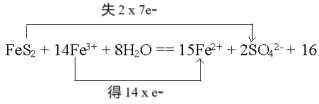 失 2 x 7e-
FeS₂ + 14Fe³⁺ + 8H₂O == 15Fe²⁺ + 2SO₄²⁻ + 16
得 14 x e-